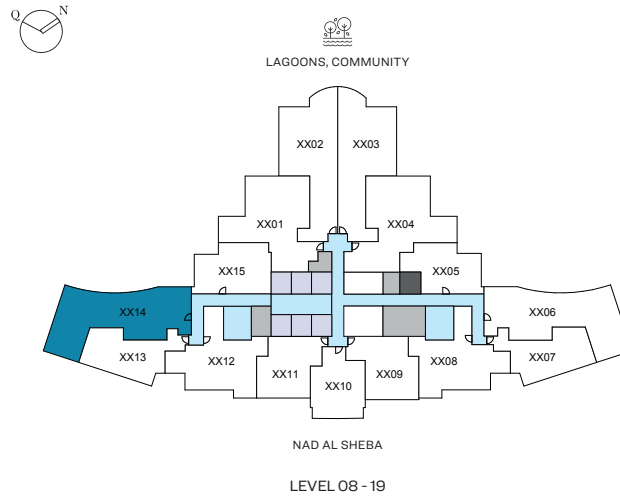 Q N
LAGOONS, COMMUNITY
XX02 XX03
XX01 XX04
XX15 XX05
XX14 XX06
XX13 XX12 XX08 XX07
XX11 XX10 XX09
NAD AL SHEBA
LEVEL 08 - 19